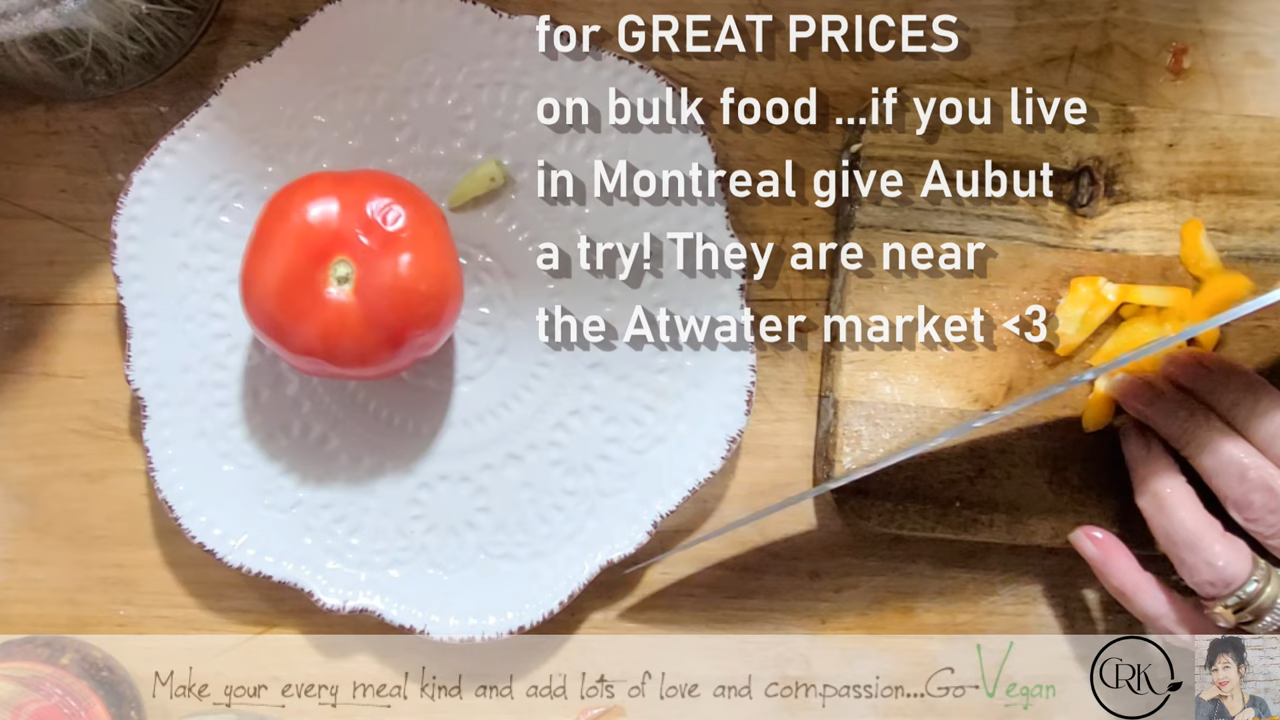 for GREAT PRICES
on bulk food ...if you live
in Montreal give Aubut
a try! They are near
the Atwater market <3
Make your every meal kind and add lots of love and compassion...Go Vegan
CRK